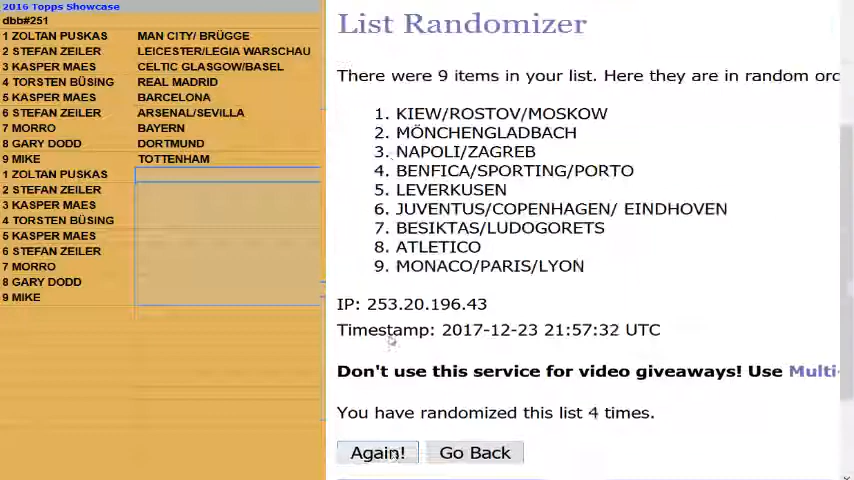 2016 Topps Showcase
dbb#251
1 ZOLTAN PUSKAS MAN CITY/ BRÜGGE
2 STEFAN ZEILER LEICESTER/LEGIA WARSCHAU
3 KASPER MAES CELTIC GLASGOW/BASEL
4 TORSTEN BÜSING REAL MADRID
5 KASPER MAES BARCELONA
6 STEFAN ZEILER ARSENAL/SEVILLA
7 MORRO BAYERN
8 GARY DODD DORTMUND
9 MIKE TOTTENHAM
1 ZOLTAN PUSKAS
2 STEFAN ZEILER
3 KASPER MAES
4 TORSTEN BÜSING
5 KASPER MAES
6 STEFAN ZEILER
7 MORRO
8 GARY DODD
9 MIKE
List Randomizer
There were 9 items in your list. Here they are in random orc
1. KIEW/ROSTOV/MOSKOW
2. MÖNCHENGLADBACH
3. NAPOLI/ZAGREB
4. BENFICA/SPORTING/PORTO
5. LEVERKUSEN
6. JUVENTUS/COPENHAGEN/ EINDHOVEN
7. BESIKTAS/LUDOGORETS
8. ATLETICO
9. MONACO/PARIS/LYON
IP: 253.20.196.43
Timestamp: 2017-12-23 21:57:32 UTC
Don't use this service for video giveaways! Use Multi-
You have randomized this list 4 times.
Again! Go Back